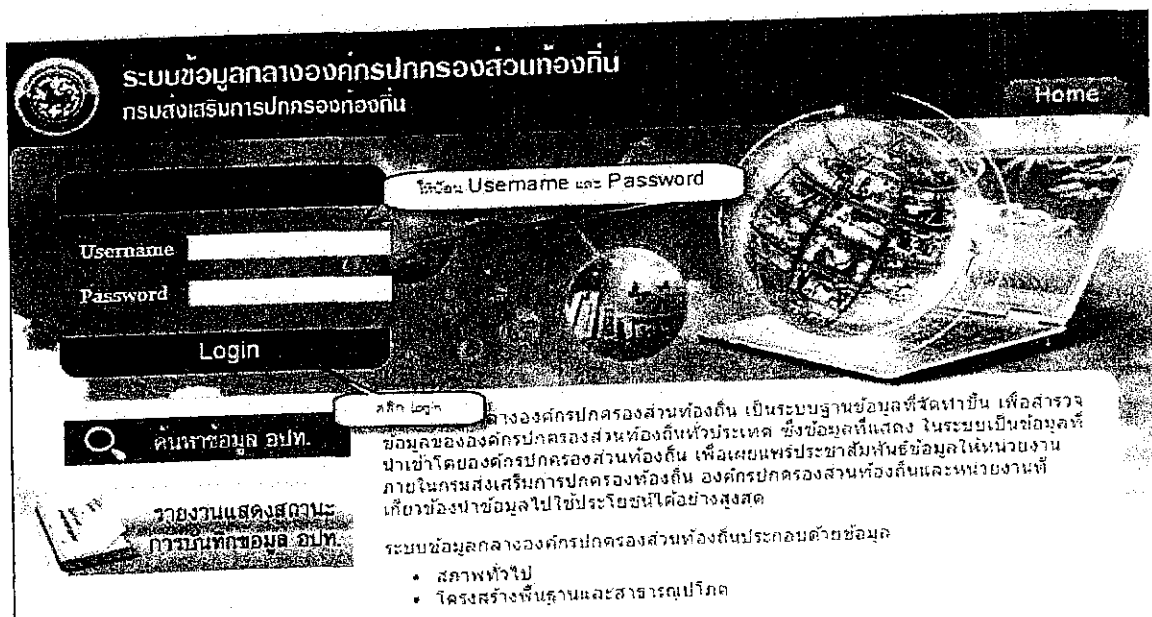 ระบบข้อมูลกลางองค์กรปกครองส่วนท้องถิ่น
กรมส่งเสริมการปกครองท้องถิ่น
Home
ให้ป้อน Username และ Password
Username
Password
Login
คลิก Login
ค้นหาข้อมูล อปท.
รายงานแสดงสถานะ
การบันทึกข้อมูล อปท.
กลางองค์กรปกครองส่วนท้องถิ่น เป็นระบบฐานข้อมูลที่จัดทำขึ้น เพื่อสำรวจ
ข้อมูลขององค์กรปกครองส่วนท้องถิ่นทั่วประเทศ ซึ่งข้อมูลที่แสดง ในระบบเป็นข้อมูลที่
นำเข้าโดยองค์กรปกครองส่วนท้องถิ่น เพื่อเผยแพร่ประชาสัมพันธ์ข้อมูลให้หน่วยงาน
ภายในกรมส่งเสริมการปกครองท้องถิ่น องค์กรปกครองส่วนท้องถิ่นและหน่วยงานที่
เกี่ยวข้องนำข้อมูลไปใช้ประโยชน์ได้อย่างสูงสุด
ระบบข้อมูลกลางองค์กรปกครองส่วนท้องถิ่นประกอบด้วยข้อมูล
• สภาพทั่วไป
• โครงสร้างพื้นฐานและสาธารณูปโภค